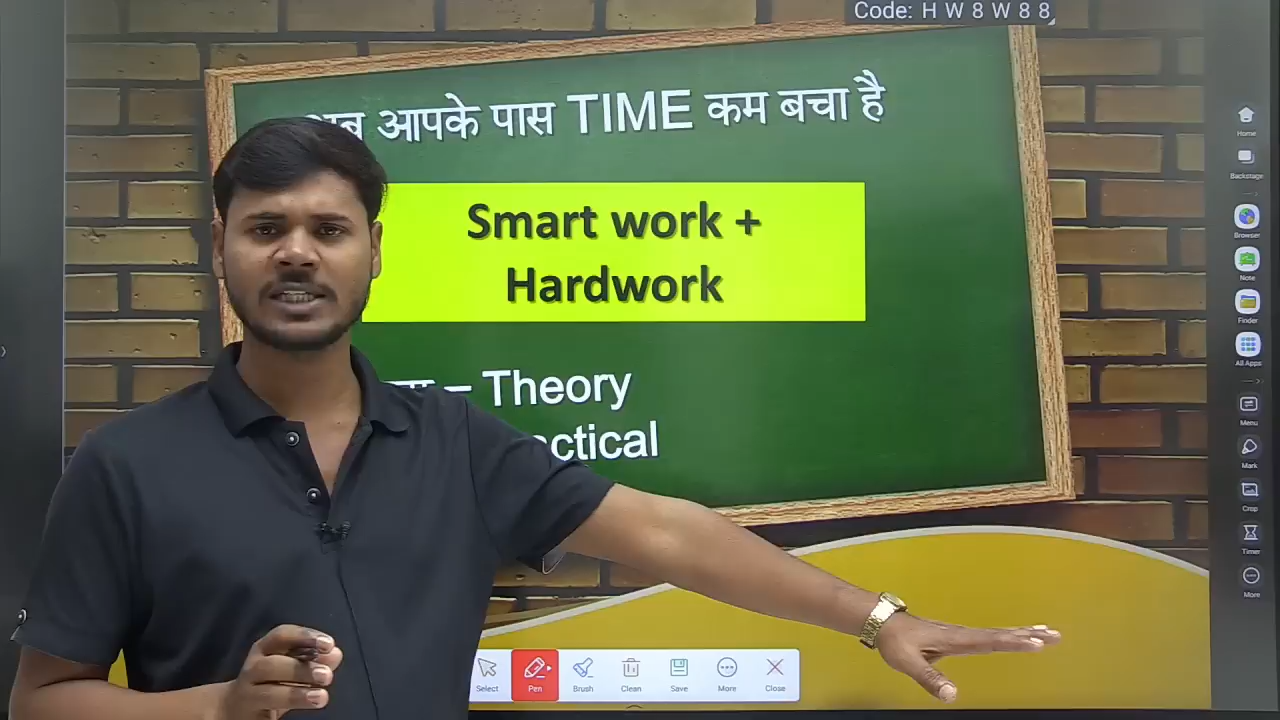 Code: H W 8 W 8 8
अब आपके पास TIME कम बचा है
Smart work +
Hardwork
– Theory
Home
Backstage
Browser
Note
Finder
All Apps
Menu
Mark
Crop
Timer
More
Select
Pen
Brush
Clean
Save
More
Close